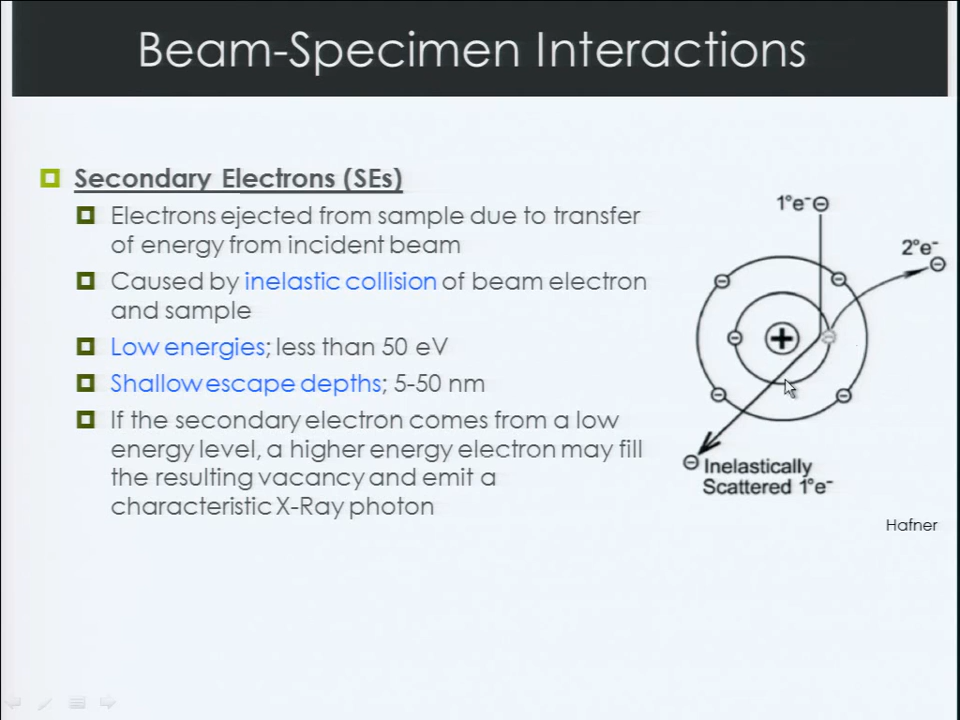 Beam-Specimen Interactions
Secondary Electrons (SEs)
Electrons ejected from sample due to transfer
of energy from incident beam
Caused by inelastic collision of beam electron
and sample
Low energies; less than 50 eV
Shallow escape depths; 5-50 nm
If the secondary electron comes from a low
energy level, a higher energy electron may fill
the resulting vacancy and emit a
characteristic X-Ray photon
1°e⁻
2°e⁻
Inelastically
Scattered 1°e⁻
Hafner